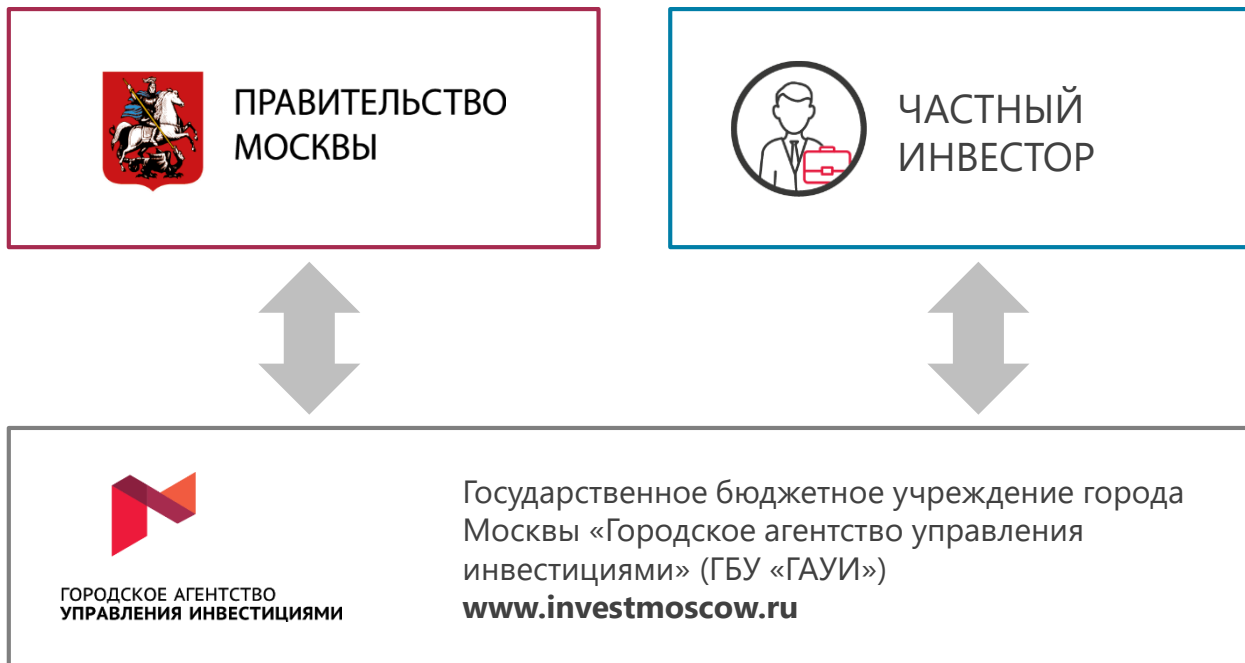 ПРАВИТЕЛЬСТВО
МОСКВЫ
ЧАСТНЫЙ
ИНВЕСТОР
ГОРОДСКОЕ АГЕНТСТВО
УПРАВЛЕНИЯ ИНВЕСТИЦИЯМИ
Государственное бюджетное учреждение города
Москвы «Городское агентство управления
инвестициями» (ГБУ «ГАУИ»)
www.investmoscow.ru